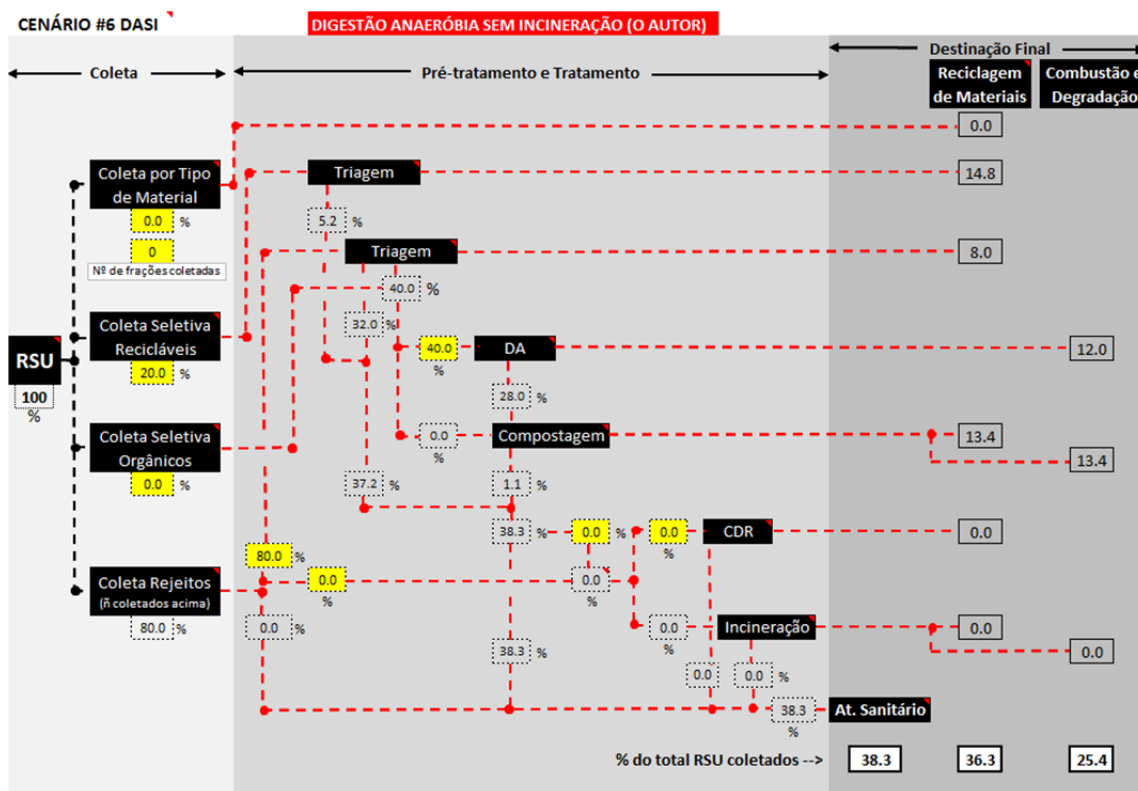 CENÁRIO #6 DASI
DIGESTÃO ANAERÓBIA SEM INCINERAÇÃO (O AUTOR)
Destinação Final
Coleta
Pré-tratamento e Tratamento
Reciclagem
de Materiais
Combustão e
Degradação
0.0
Coleta por Tipo
de Material
0.0 %
0
Nº de frações coletadas
Triagem
14.8
5.2 %
Triagem
8.0
40.0 %
32.0 %
Coleta Seletiva
Recicláveis
20.0 %
RSU
100
%
40.0
%
DA
12.0
28.0 %
Coleta Seletiva
Orgânicos
0.0 %
0.0
%
Compostagem
13.4
13.4
37.2 %
1.1 %
38.3 %
0.0 %
0.0
%
CDR
0.0
80.0 %
Coleta Rejeitos
(ñ coletados acima)
80.0 %
0.0
%
0.0
0.0 %
0.0
%
Incineração
0.0
0.0
38.3 %
0.0
0.0 %
38.3
%
At. Sanitário
% do total RSU coletados -->
38.3
36.3
25.4